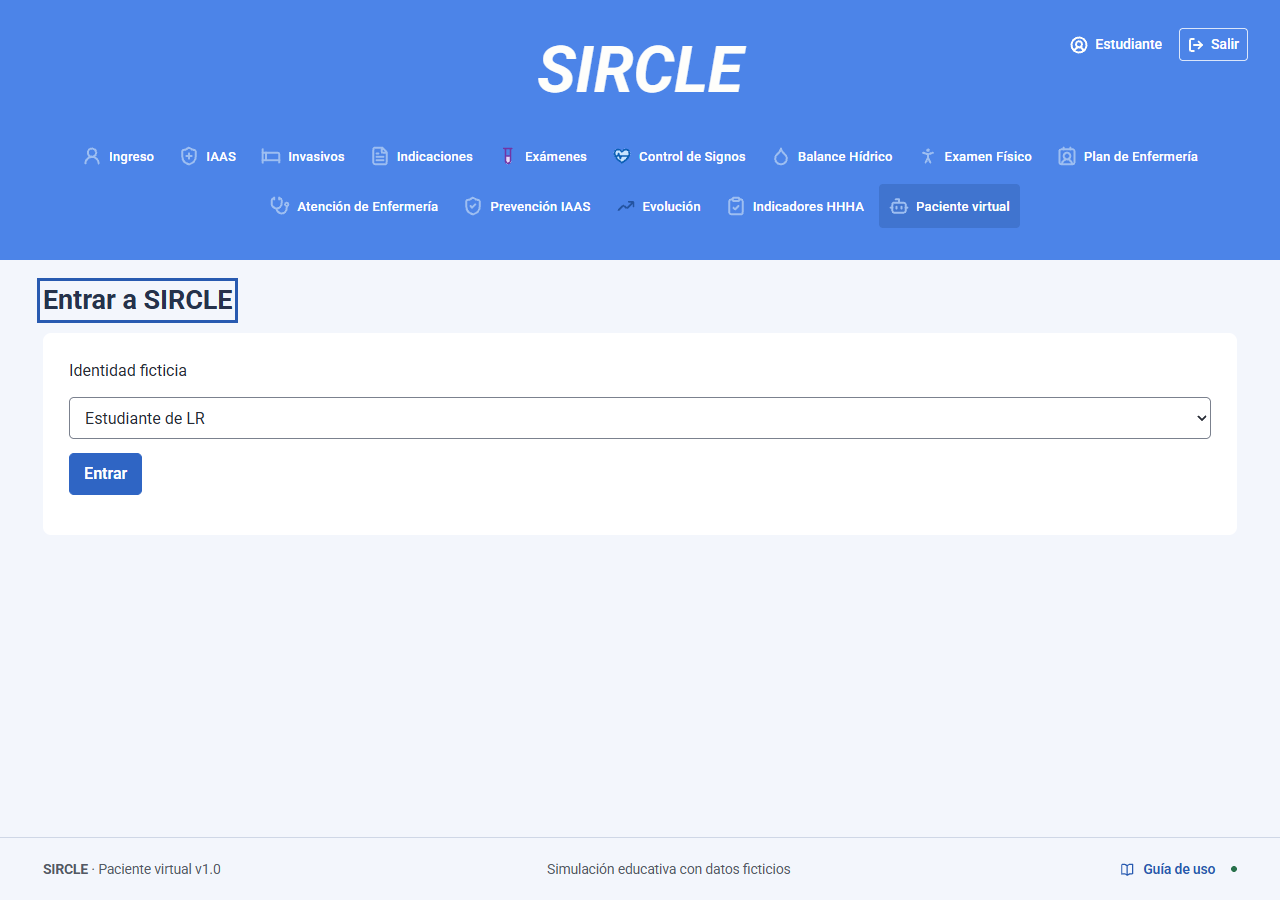 SIRCLE
Estudiante
Salir
Ingreso
IAAS
Invasivos
Indicaciones
Exámenes
Control de Signos
Balance Hídrico
Examen Físico
Plan de Enfermería
Atención de Enfermería
Prevención IAAS
Evolución
Indicadores HHHA
Paciente virtual
Entrar a SIRCLE
Identidad ficticia
Estudiante de LR
Entrar
SIRCLE · Paciente virtual v1.0
Simulación educativa con datos ficticios
Guía de uso